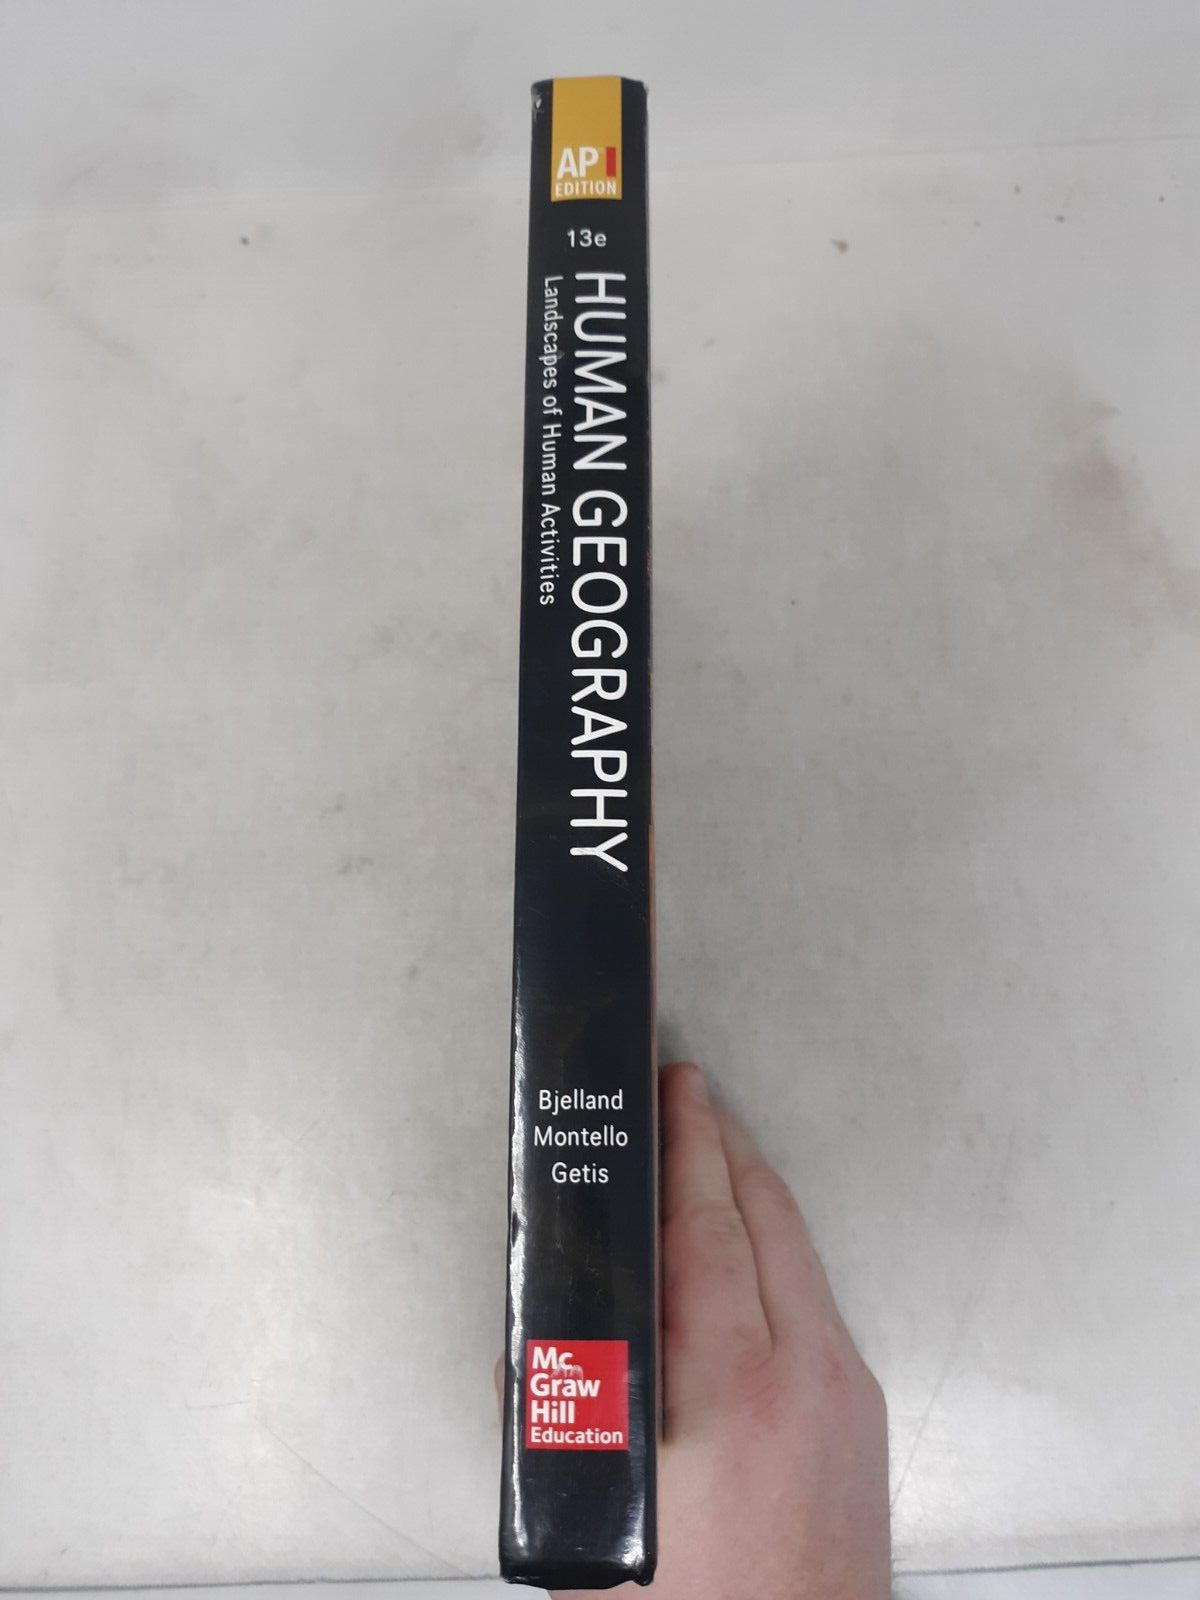 AP
EDITION
13e
HUMAN GEOGRAPHY
Landscapes of Human Activities
Bjelland
Montello
Getis
Mc
Graw
Hill
Education